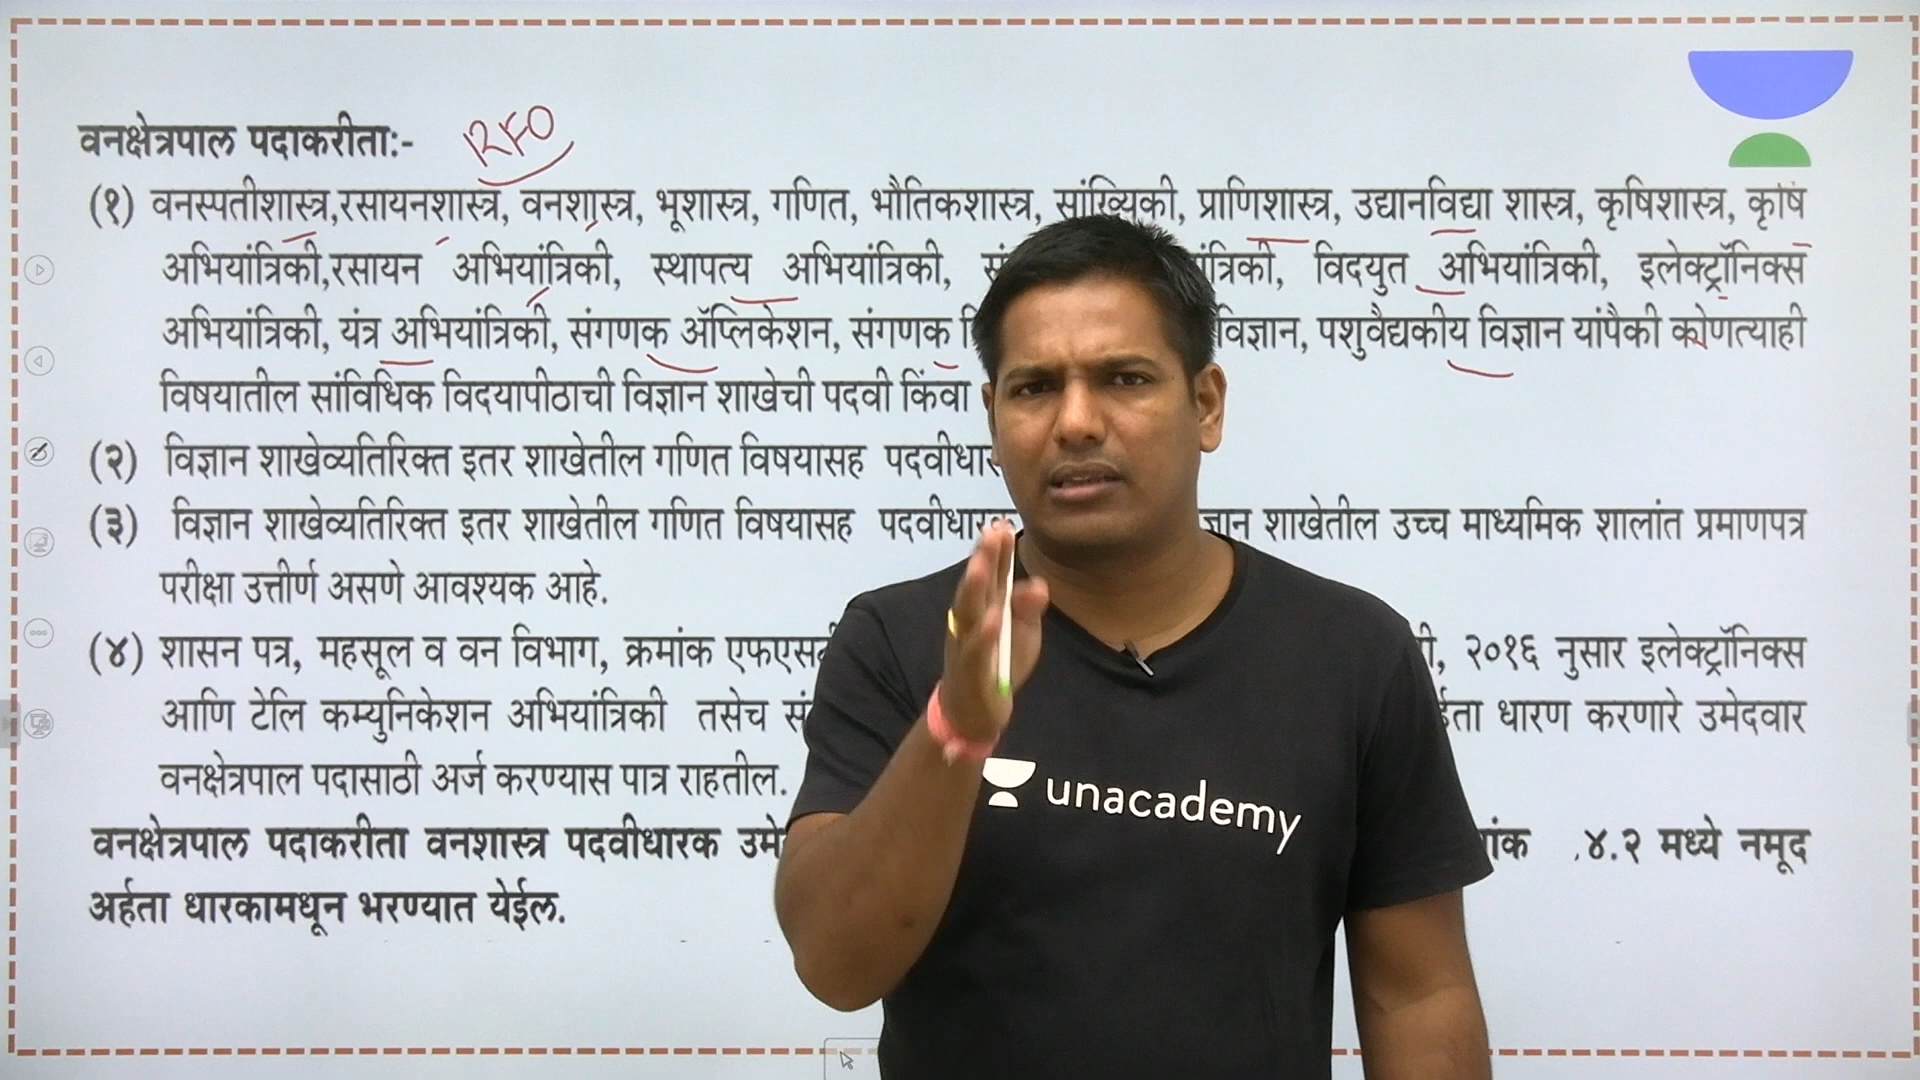 वनक्षेत्रपाल पदाकरीता:- RFO
(१) वनस्पतीशास्त्र,रसायनशास्त्र, वनशास्त्र, भूशास्त्र, गणित, भौतिकशास्त्र, सांख्यिकी, प्राणिशास्त्र, उद्यानविद्या शास्त्र, कृषिशास्त्र, कृषि
अभियांत्रिकी,रसायन अभियांत्रिकी, स्थापत्य अभियांत्रिकी, विदयुत अभियांत्रिकी, इलेक्ट्रॉनिक्स
अभियांत्रिकी, यंत्र अभियांत्रिकी, संगणक ॲप्लिकेशन, संगणक विज्ञान, पशुवैद्यकीय विज्ञान यांपैकी कोणत्याही
विषयातील सांविधिक विदयापीठाची विज्ञान शाखेची पदवी किंवा
(२) विज्ञान शाखेव्यतिरिक्त इतर शाखेतील गणित विषयासह
(३) विज्ञान शाखेव्यतिरिक्त इतर शाखेतील गणित विषयासह पदवीधारक शाखेतील उच्च माध्यमिक शालांत प्रमाणपत्र
परीक्षा उत्तीर्ण असणे आवश्यक आहे.
(४) शासन पत्र, महसूल व वन विभाग, क्रमांक २०१६ नुसार इलेक्ट्रॉनिक्स
आणि टेलि कम्युनिकेशन अभियांत्रिकी तसेच धारण करणारे उमेदवार
वनक्षेत्रपाल पदासाठी अर्ज करण्यास पात्र राहतील.
वनक्षेत्रपाल पदाकरीता वनशास्त्र पदवीधारक .४.२ मध्ये नमूद
अर्हता धारकामधून भरण्यात येईल.
unacademy